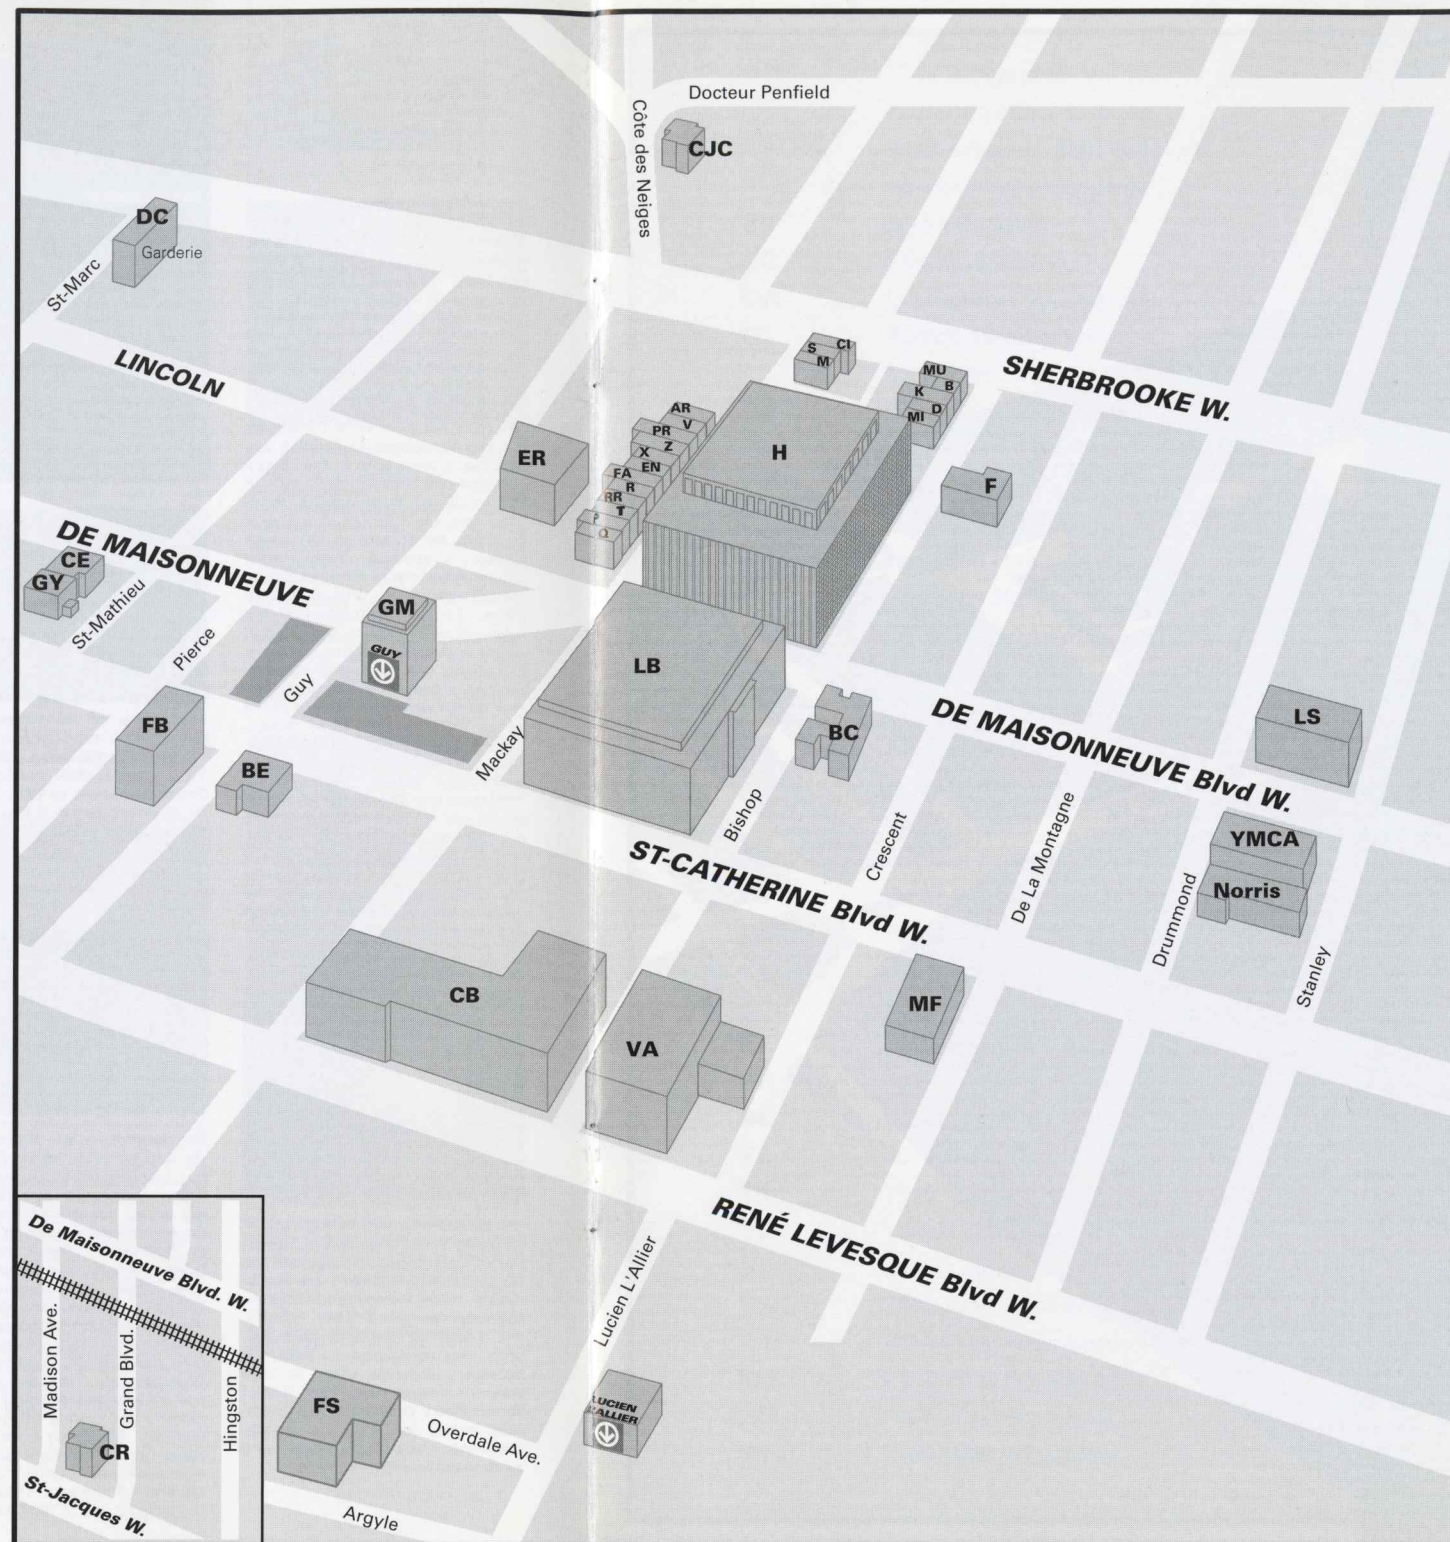 Docteur Penfield
Côte des Neiges
CJC
DC
Garderie
St-Marc
LINCOLN
S
CI
M
SHERBROOKE W.
MU
B
K
D
MI
AR
V
PR
Z
X
EN
FA
R
RR
T
P
Q
H
ER
F
DE MAISONNEUVE
CE
GY
St-Mathieu
Pierce
Guy
GM
GUY
LB
Mackay
FB
BE
BC
Bishop
DE MAISONNEUVE Blvd W.
LS
YMCA
Norris
Crescent
De La Montagne
Drummond
Stanley
ST-CATHERINE Blvd W.
CB
VA
MF
RENÉ LEVESQUE Blvd W.
Lucien L'Allier
LUCIEN
L'ALLIER
FS
Overdale Ave.
Argyle
De Maisonneuve Blvd. W.
Madison Ave.
Grand Blvd.
Hingston
CR
St-Jacques W.